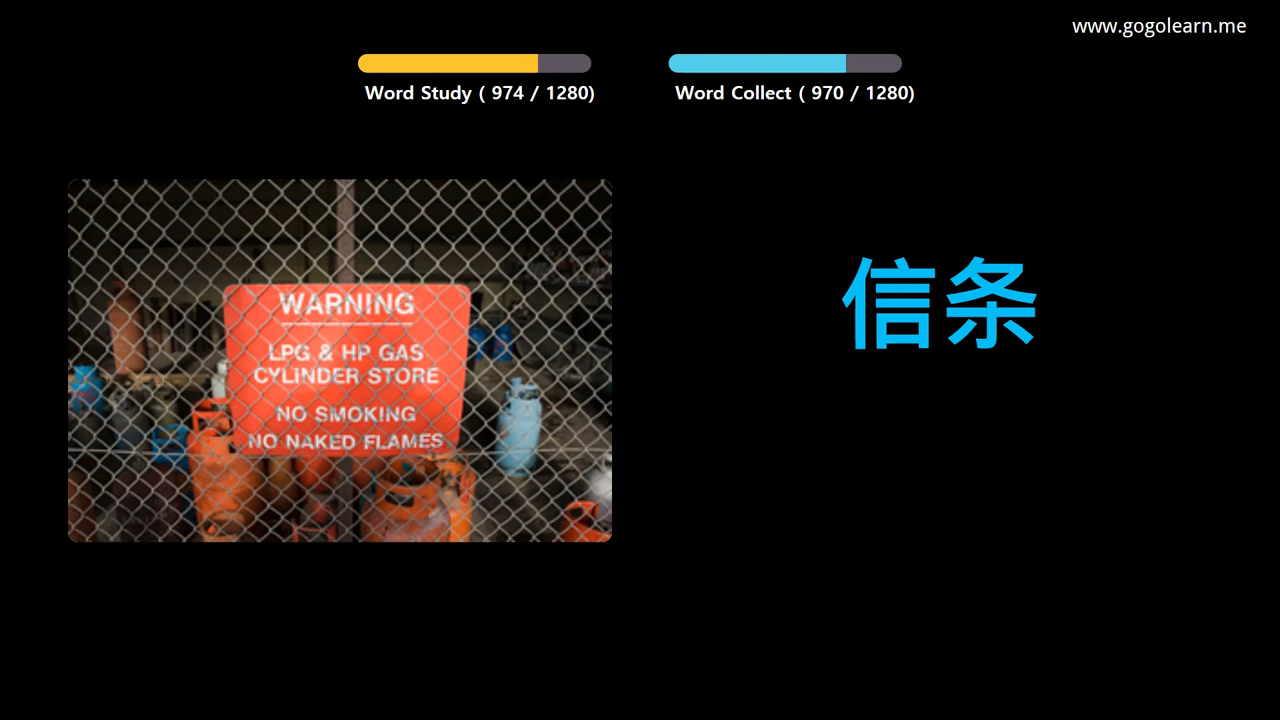 www.gogolearn.me
Word Study ( 974 / 1280)
Word Collect ( 970 / 1280)
WARNING
LPG & HP GAS
CYLINDER STORE
NO SMOKING
NO NAKED FLAMES
信条